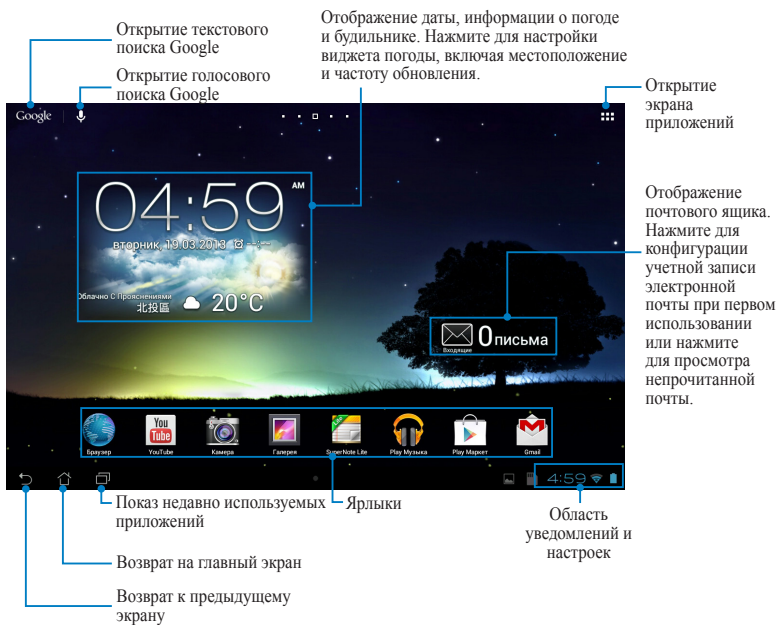 Открытие текстового
поиска Google
Открытие голосового
поиска Google
Отображение даты, информации о погоде
и будильнике. Нажмите для настройки
виджета погоды, включая местоположение
и частоту обновления.
Открытие
экрана
приложений
Google
04:59 AM
вторник, 19.03.2013 --:--
Облачно С Прояснениями
北投區
20°C
Отображение
почтового ящика.
Нажмите для
конфигурации
учетной записи
электронной
почты при первом
использовании
или нажмите
для просмотра
непрочитанной
почты.
0 письма
Входящие
You
Tube
Браузер
YouTube
Камера
Галерея
SuperNote Lite
Play Музыка
Play Маркет
Gmail
4:59
Показ недавно используемых
приложений
Ярлыки
Область
уведомлений и
настроек
Возврат на главный экран
Возврат к предыдущему
экрану